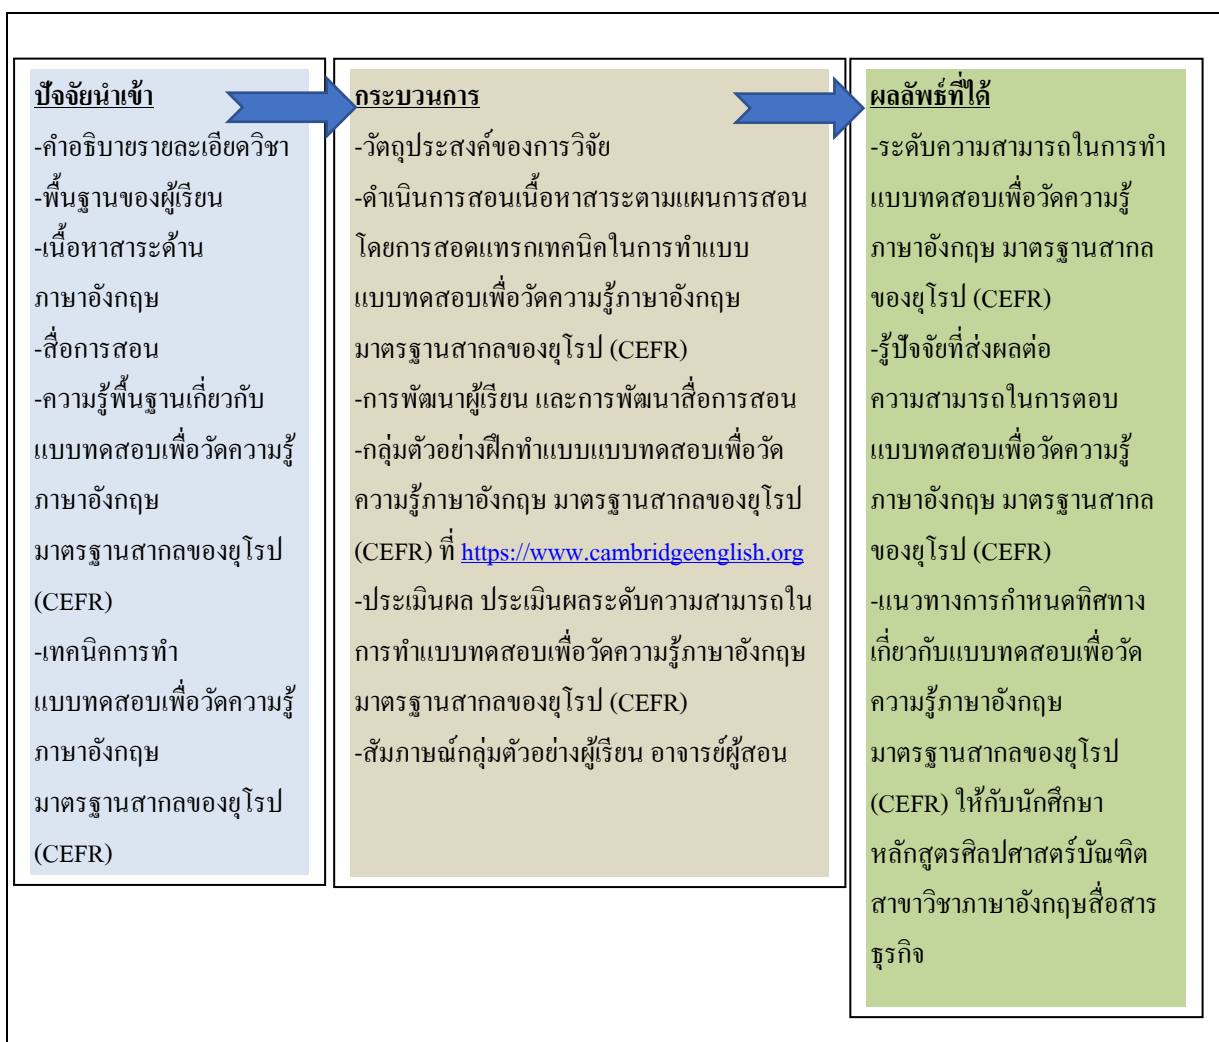 ปัจจัยนำเข้า
-คำอธิบายรายละเอียดวิชา
-พื้นฐานของผู้เรียน
-เนื้อหาสาระด้าน
ภาษาอังกฤษ
-สื่อการสอน
-ความรู้พื้นฐานเกี่ยวกับ
แบบทดสอบเพื่อวัดความรู้
ภาษาอังกฤษ
มาตรฐานสากลของยุโรป
(CEFR)
-เทคนิคการทำ
แบบทดสอบเพื่อวัดความรู้
ภาษาอังกฤษ
มาตรฐานสากลของยุโรป
(CEFR)
กระบวนการ
-วัตถุประสงค์ของการวิจัย
-ดำเนินการสอนเนื้อหาสาระตามแผนการสอน
โดยการสอดแทรกเทคนิคในการทำแบบ
แบบทดสอบเพื่อวัดความรู้ภาษาอังกฤษ
มาตรฐานสากลของยุโรป (CEFR)
-การพัฒนาผู้เรียน และการพัฒนาสื่อการสอน
-กลุ่มตัวอย่างฝึกทำแบบแบบทดสอบเพื่อวัด
ความรู้ภาษาอังกฤษ มาตรฐานสากลของยุโรป
(CEFR) ที่ https://www.cambridgeenglish.org
-ประเมินผล ประเมินผลระดับความสามารถใน
การทำแบบทดสอบเพื่อวัดความรู้ภาษาอังกฤษ
มาตรฐานสากลของยุโรป (CEFR)
-สัมภาษณ์กลุ่มตัวอย่างผู้เรียน อาจารย์ผู้สอน
ผลลัพธ์ที่ได้
-ระดับความสามารถในการทำ
แบบทดสอบเพื่อวัดความรู้
ภาษาอังกฤษ มาตรฐานสากล
ของยุโรป (CEFR)
-รู้ปัจจัยที่ส่งผลต่อ
ความสามารถในการตอบ
แบบทดสอบเพื่อวัดความรู้
ภาษาอังกฤษ มาตรฐานสากล
ของยุโรป (CEFR)
-แนวทางการกำหนดทิศทาง
เกี่ยวกับแบบทดสอบเพื่อวัด
ความรู้ภาษาอังกฤษ
มาตรฐานสากลของยุโรป
(CEFR) ให้กับนักศึกษา
หลักสูตรศิลปศาสตร์บัณฑิต
สาขาวิชาภาษาอังกฤษสื่อสาร
ธุรกิจ